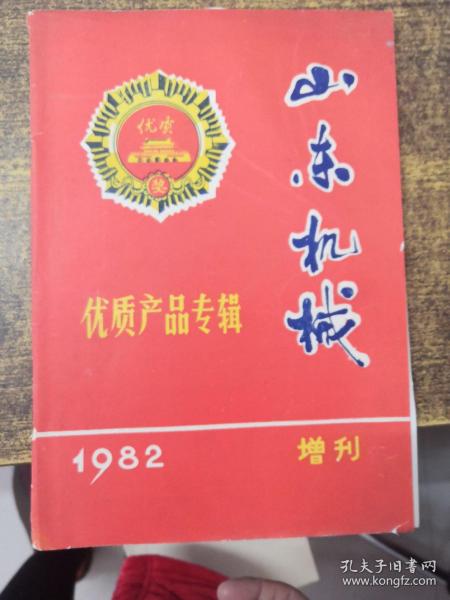 山东机械
优质
奖
优质产品专辑
1982 增刊
孔夫子旧书网
www.kongfz.com